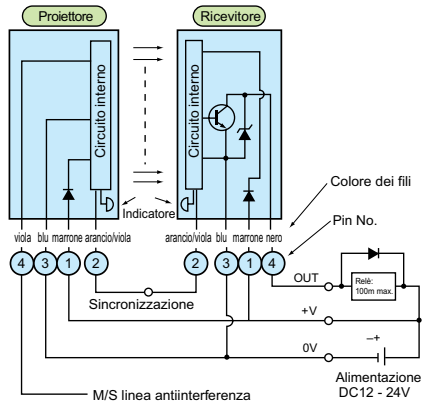 Proiettore
Ricevitore
Circuito interno
Circuito interno
Colore dei fili
Indicatore
viola blu marrone arancio/viola
arancio/viola blu marrone nero
Pin No.
4 3 1 2
2 3 1 4
OUT
Relè:
100m max.
Sincronizzazione
+V
0V
–+
Alimentazione
DC12 - 24V
M/S linea antiinterferenza